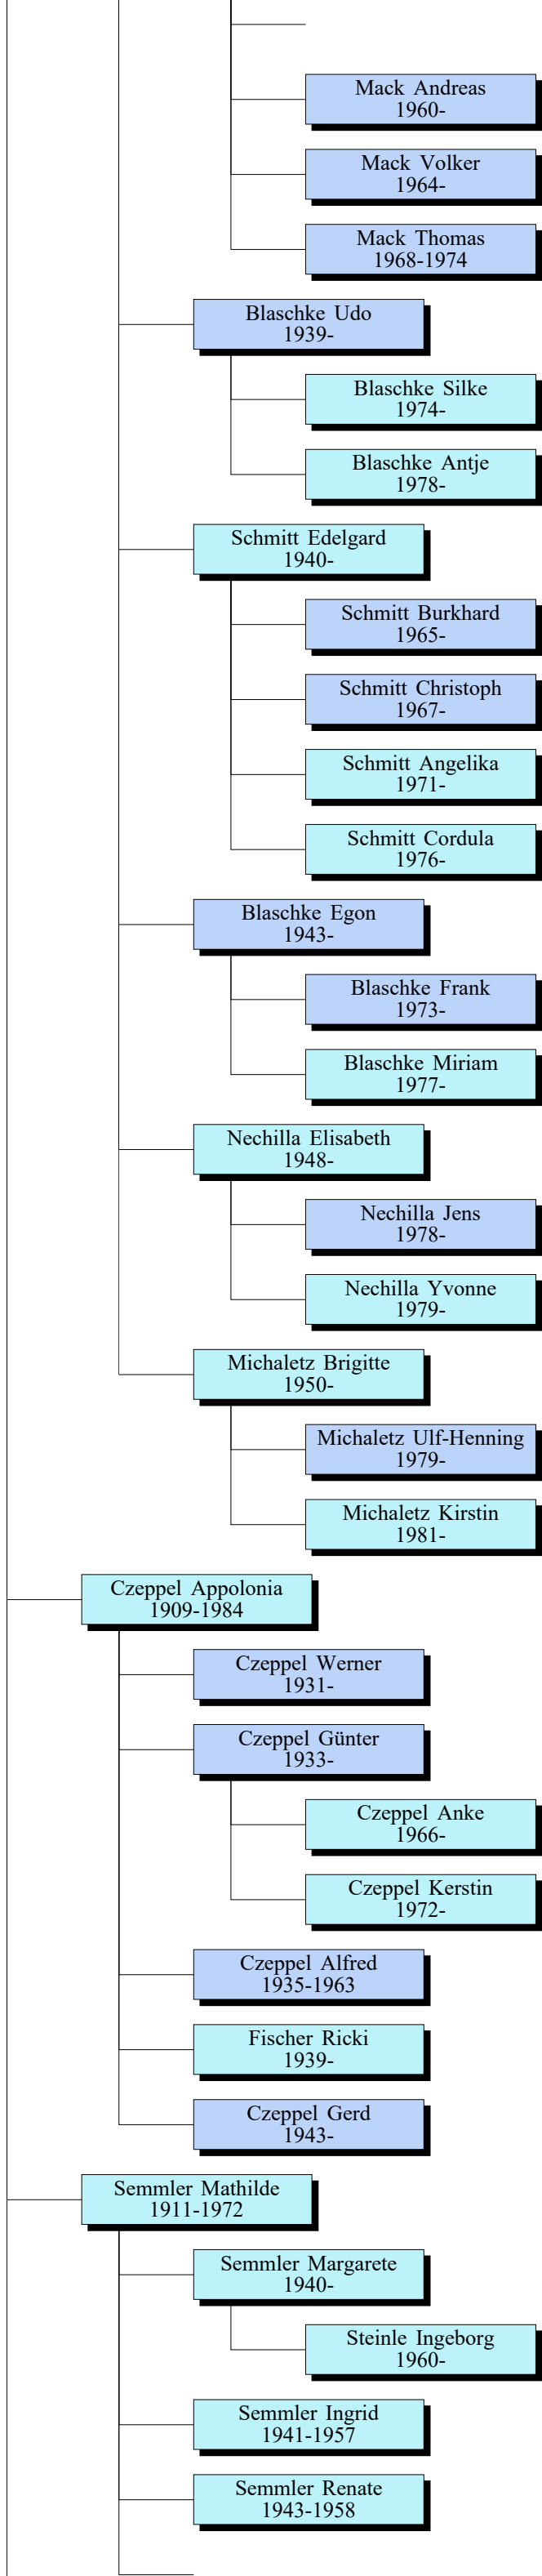 Mack Andreas
1960-
Mack Volker
1964-
Mack Thomas
1968-1974
Blaschke Udo
1939-
Blaschke Silke
1974-
Blaschke Antje
1978-
Schmitt Edelgard
1940-
Schmitt Burkhard
1965-
Schmitt Christoph
1967-
Schmitt Angelika
1971-
Schmitt Cordula
1976-
Blaschke Egon
1943-
Blaschke Frank
1973-
Blaschke Miriam
1977-
Nechilla Elisabeth
1948-
Nechilla Jens
1978-
Nechilla Yvonne
1979-
Michaletz Brigitte
1950-
Michaletz Ulf-Henning
1979-
Michaletz Kirstin
1981-
Czeppel Appolonia
1909-1984
Czeppel Werner
1931-
Czeppel Günter
1933-
Czeppel Anke
1966-
Czeppel Kerstin
1972-
Czeppel Alfred
1935-1963
Fischer Ricki
1939-
Czeppel Gerd
1943-
Semmler Mathilde
1911-1972
Semmler Margarete
1940-
Steinle Ingeborg
1960-
Semmler Ingrid
1941-1957
Semmler Renate
1943-1958